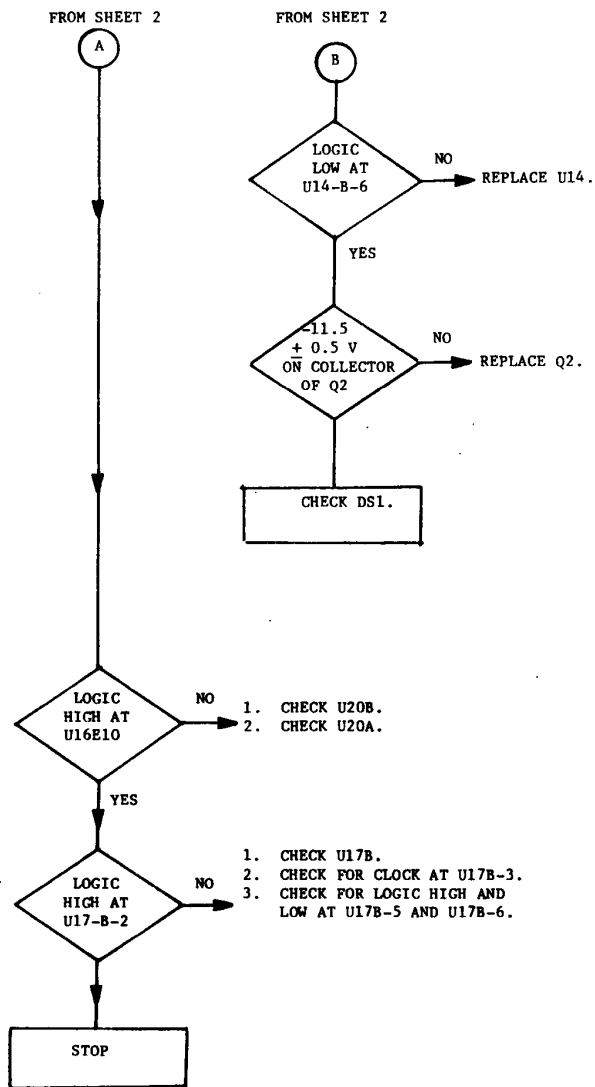 FROM SHEET 2
A
LOGIC
HIGH AT
U16E10
NO
1. CHECK U20B.
2. CHECK U20A.
YES
LOGIC
HIGH AT
U17-B-2
NO
1. CHECK U17B.
2. CHECK FOR CLOCK AT U17B-3.
3. CHECK FOR LOGIC HIGH AND
LOW AT U17B-5 AND U17B-6.
STOP
FROM SHEET 2
B
LOGIC
LOW AT
U14-B-6
NO
REPLACE U14.
YES
-11.5
± 0.5 V
ON COLLECTOR
OF Q2
NO
REPLACE Q2.
CHECK DS1.